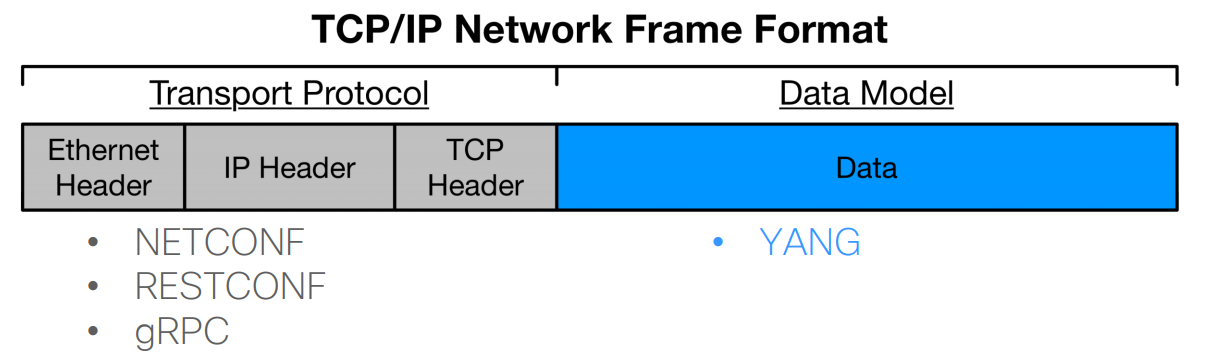 TCP/IP Network Frame Format
Transport Protocol
Data Model
Ethernet Header
IP Header
TCP Header
Data
• NETCONF
• RESTCONF
• gRPC
• YANG